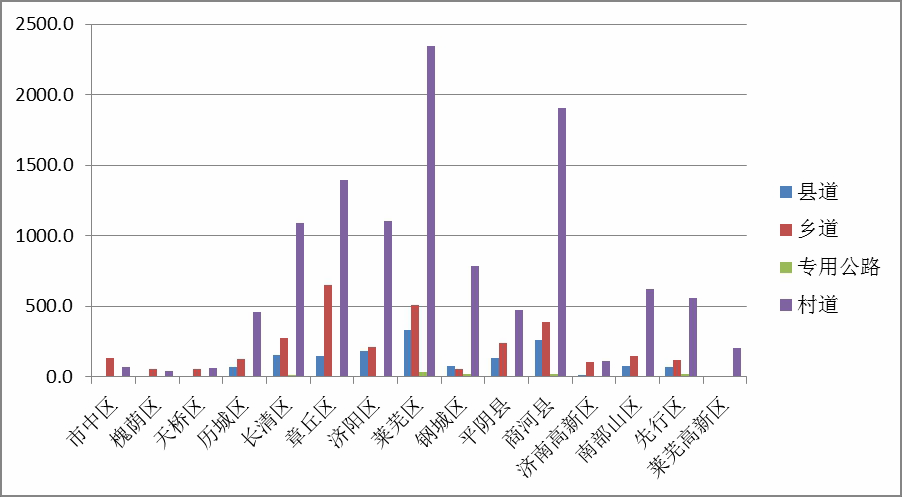 2500.0
2000.0
1500.0
1000.0
500.0
0.0
市中区
槐荫区
天桥区
历城区
长清区
章丘区
济阳区
莱芜区
钢城区
平阴县
商河县
济南高新区
南部山区
先行区
莱芜高新区
县道
乡道
专用公路
村道